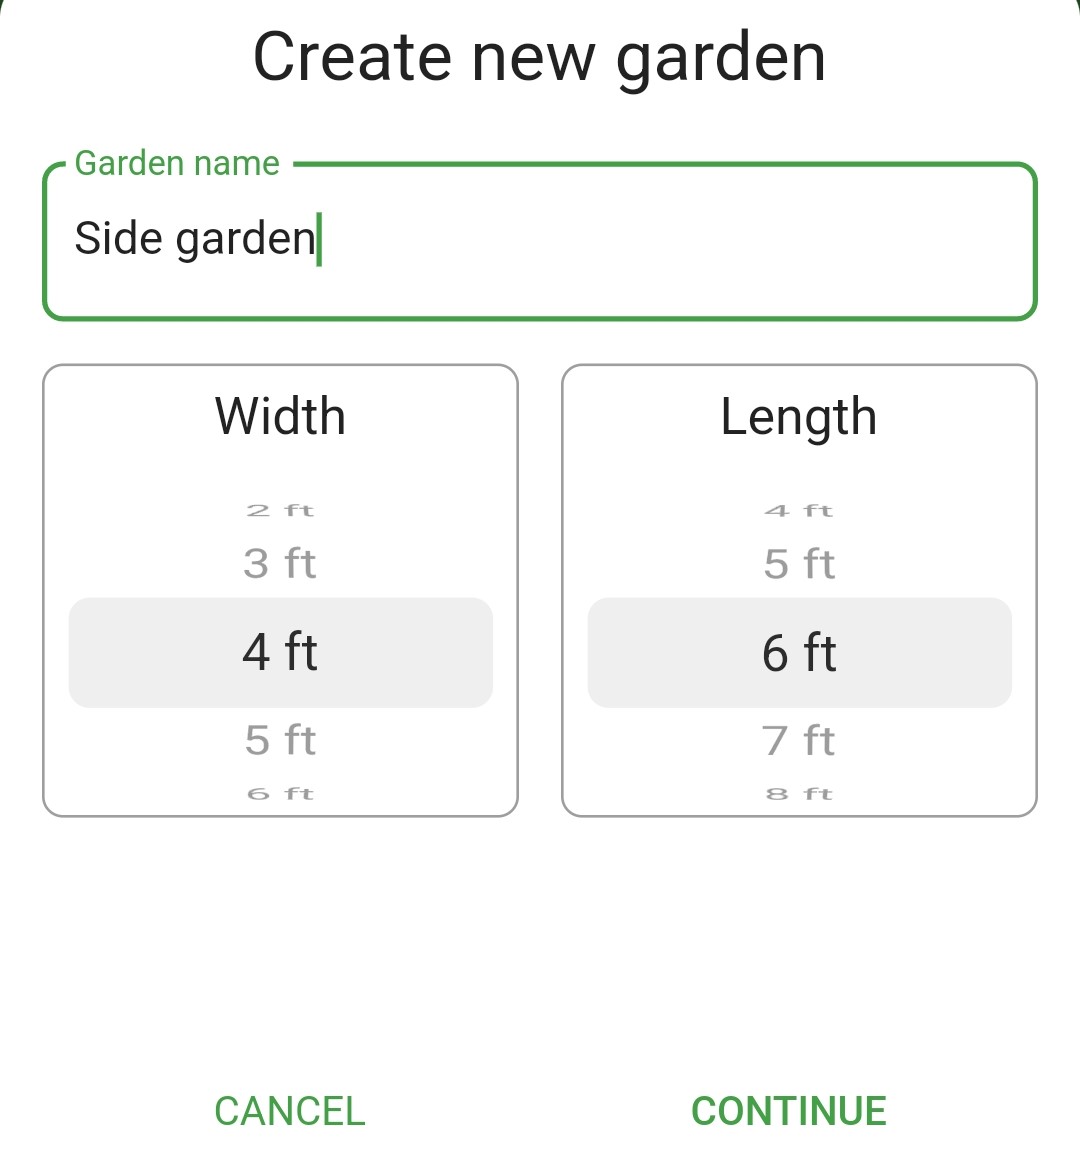 Create new garden
Garden name
Side garden
Width
2 ft
3 ft
4 ft
5 ft
6 ft
Length
4 ft
5 ft
6 ft
7 ft
8 ft
CANCEL
CONTINUE